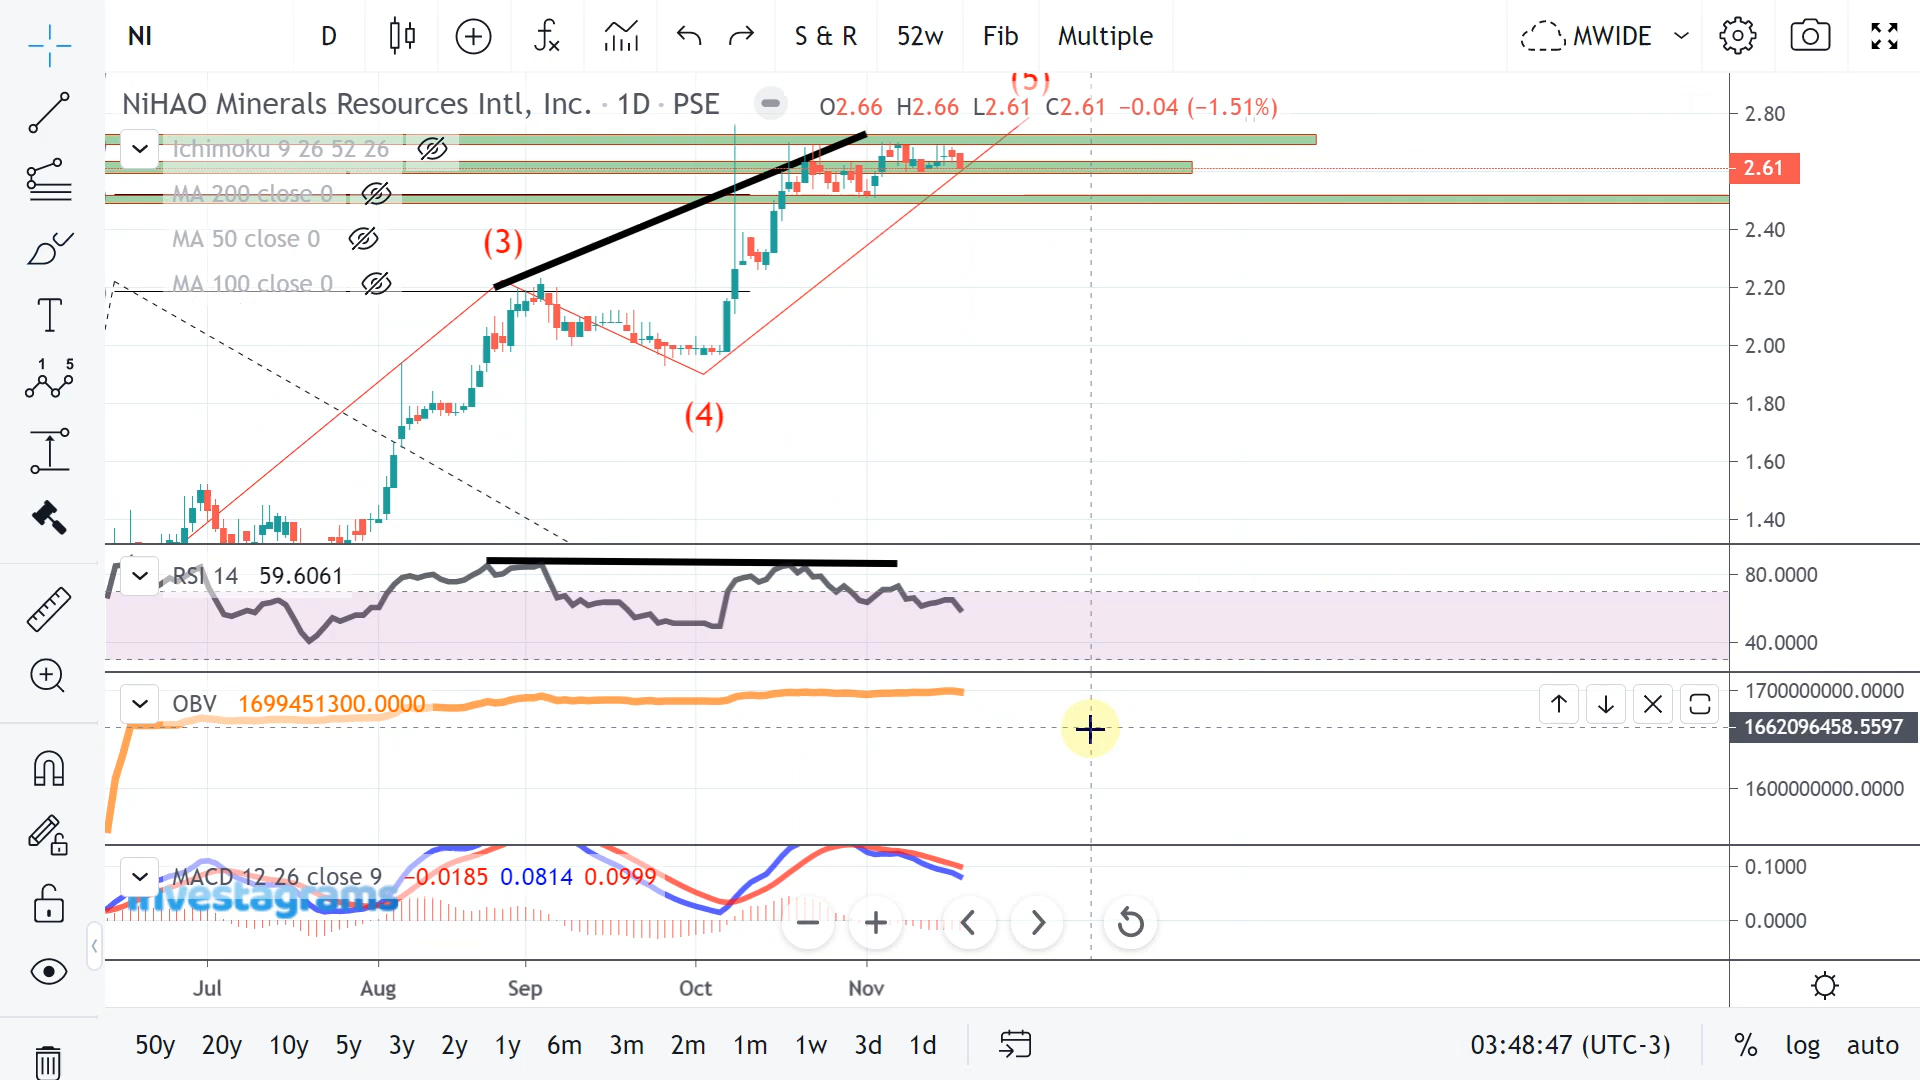 NI D S & R 52w Fib Multiple MWIDE
NiHAO Minerals Resources Intl, Inc. · 1D · PSE O2.66 H2.66 L2.61 C2.61 −0.04 (−1.51%)
(5)
2.80
Ichimoku 9 26 52 26
2.61
MA 200 close 0
MA 50 close 0
(3)
2.40
MA 100 close 0
2.20
2.00
(4)
1.80
1.60
1.40
RSI 14 59.6061
80.0000
40.0000
OBV 1699451300.0000
1700000000.0000
1662096458.5597
1600000000.0000
MACD 12 26 close 9 −0.0185 0.0814 0.0999
0.1000
Investagrams
0.0000
Jul Aug Sep Oct Nov
50y 20y 10y 5y 3y 2y 1y 6m 3m 2m 1m 1w 3d 1d 03:48:47 (UTC-3) % log auto
1 5